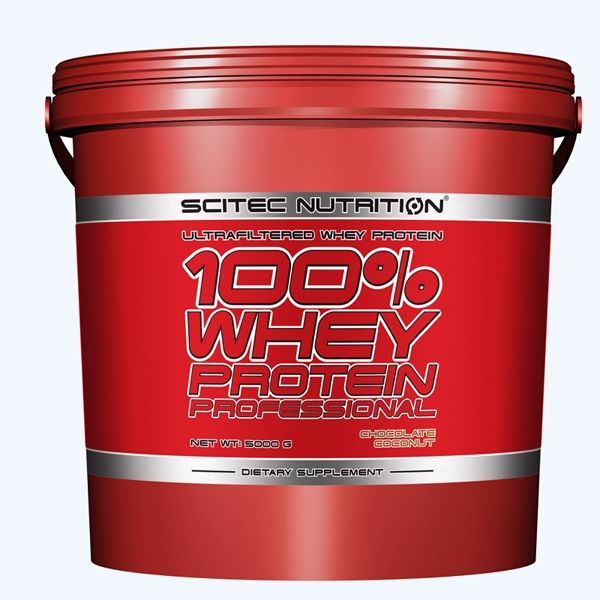 SCITEC NUTRITION®
ULTRAFILTERED WHEY PROTEIN
100%
WHEY
PROTEIN
PROFESSIONAL
NET WT: 5000 G
CHOCOLATE
COCONUT
DIETARY SUPPLEMENT